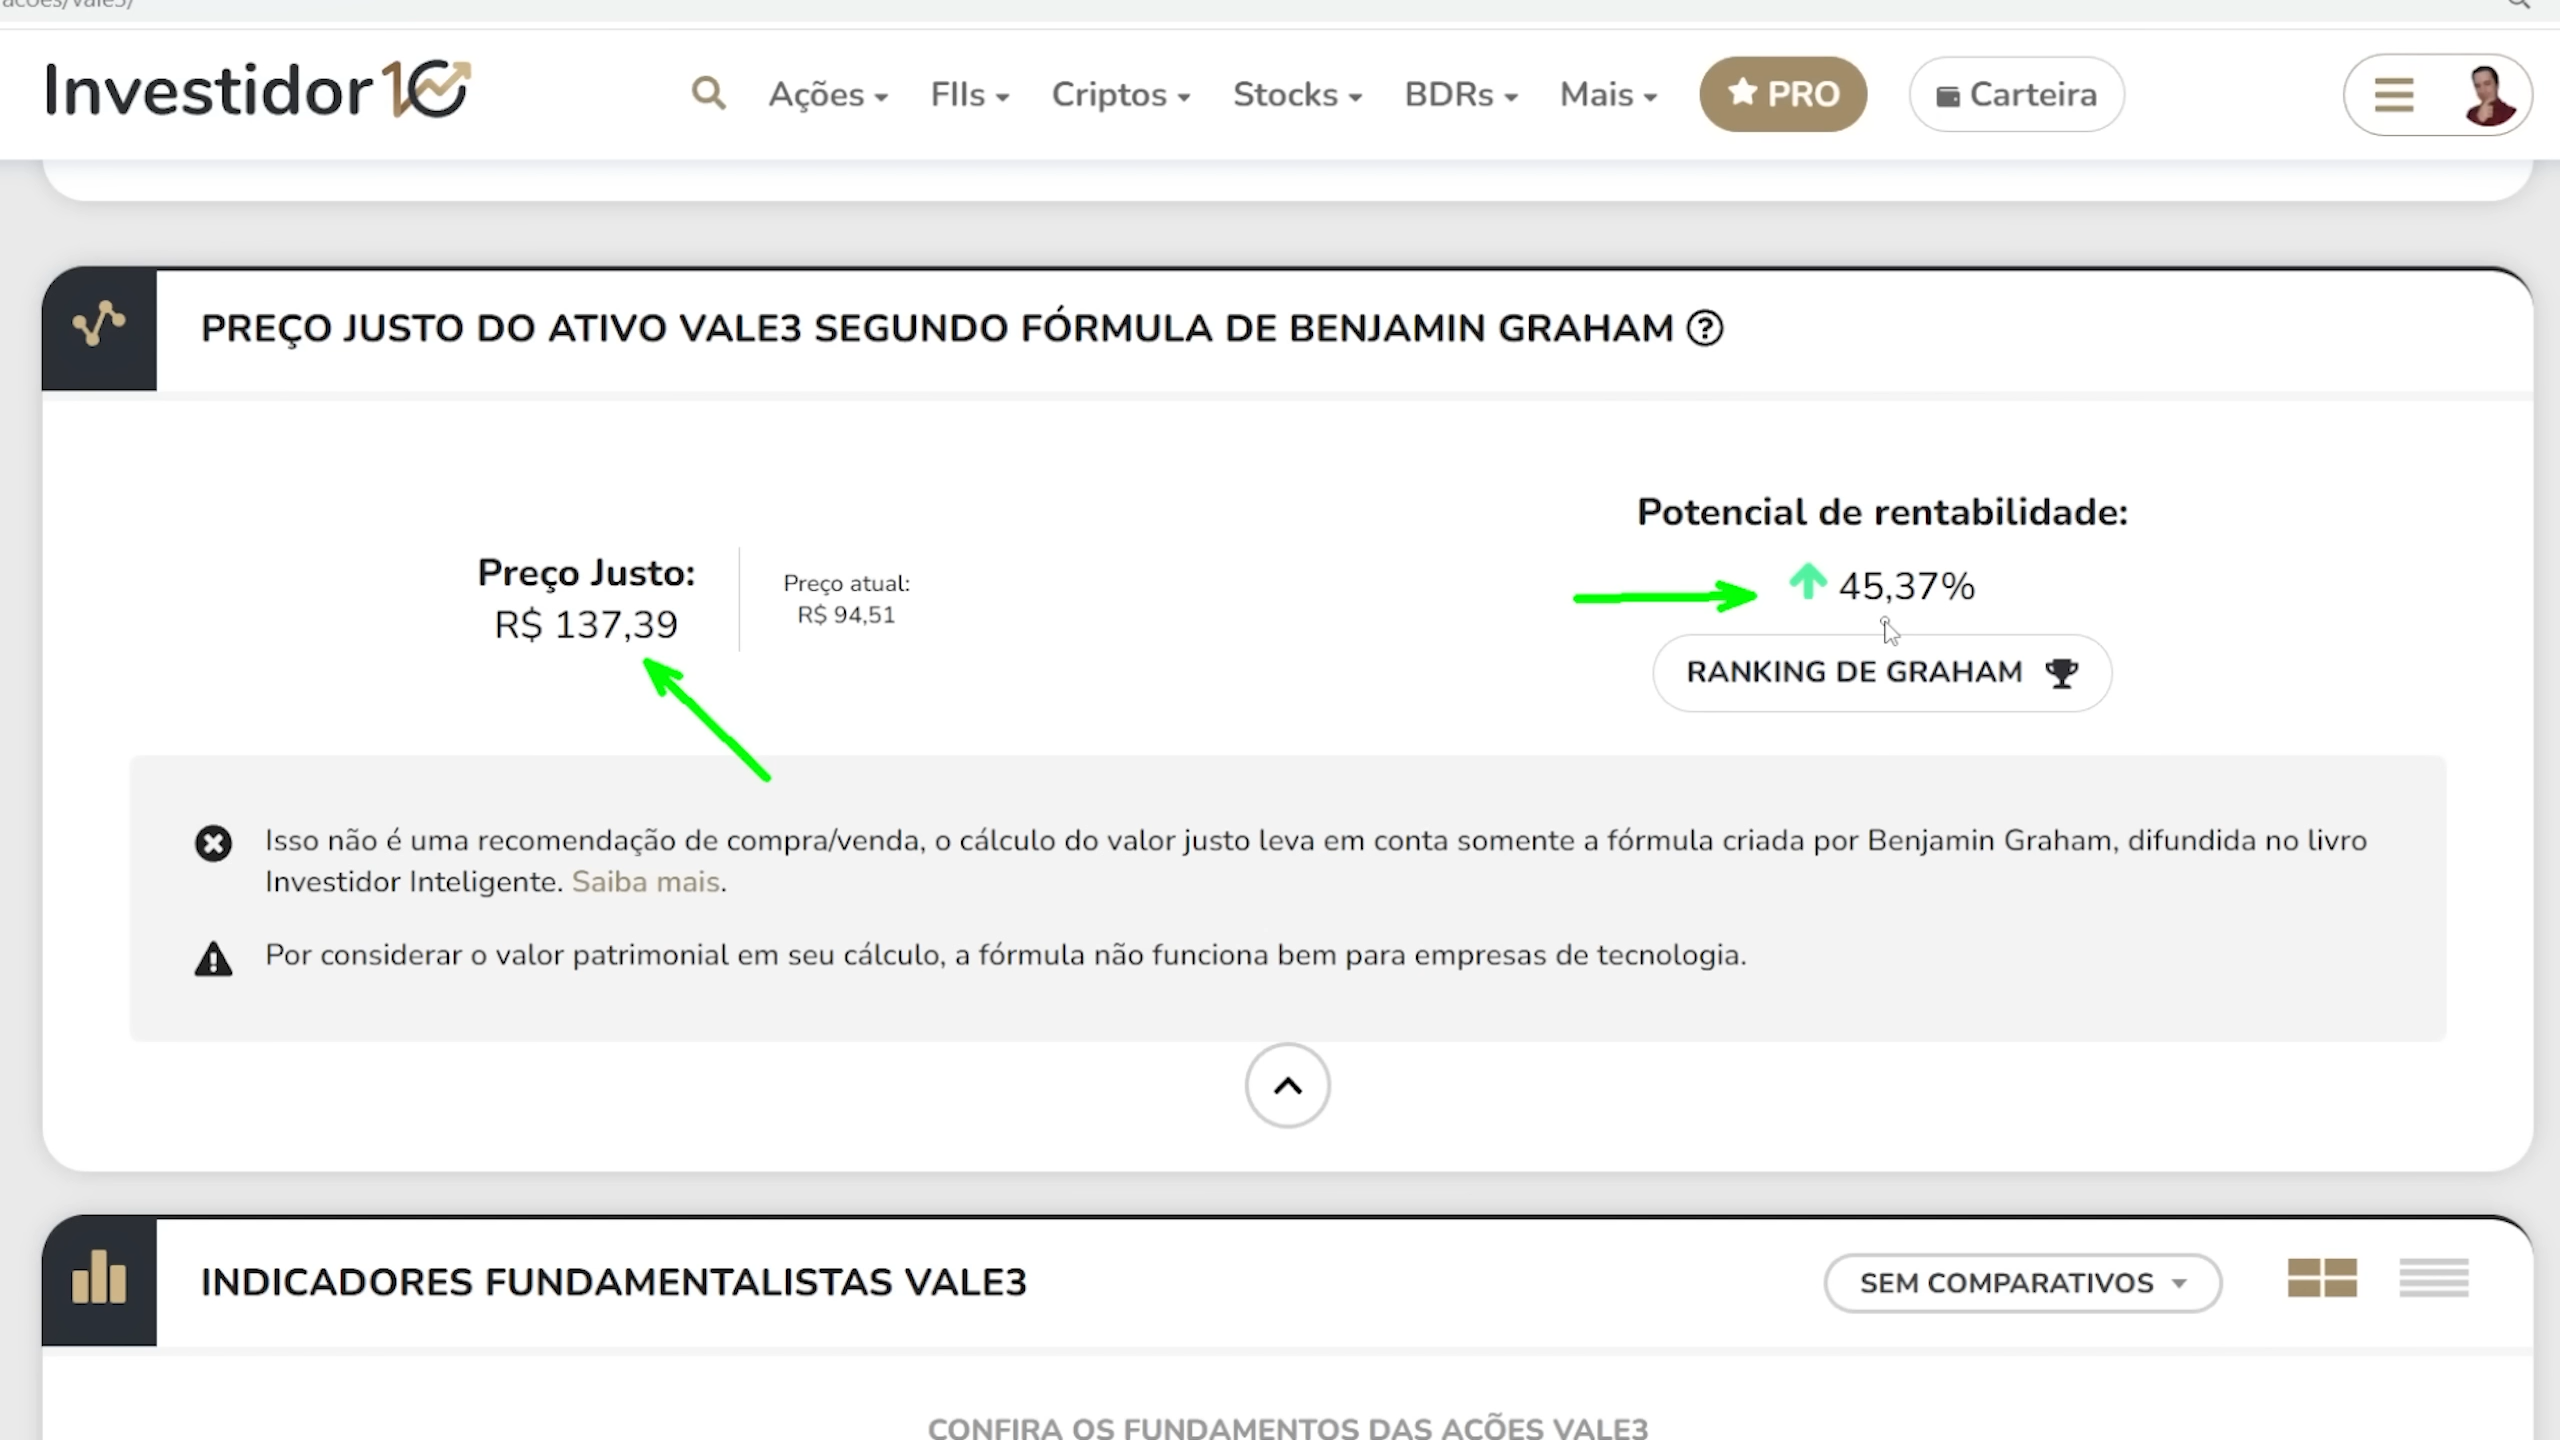 Investidor10
Ações
FIIs
Criptos
Stocks
BDRs
Mais
PRO
Carteira
PREÇO JUSTO DO ATIVO VALE3 SEGUNDO FÓRMULA DE BENJAMIN GRAHAM ?
Preço Justo:
R$ 137,39
Preço atual:
R$ 94,51
Potencial de rentabilidade:
45,37%
RANKING DE GRAHAM
Isso não é uma recomendação de compra/venda, o cálculo do valor justo leva em conta somente a fórmula criada por Benjamin Graham, difundida no livro
Investidor Inteligente. Saiba mais.
Por considerar o valor patrimonial em seu cálculo, a fórmula não funciona bem para empresas de tecnologia.
INDICADORES FUNDAMENTALISTAS VALE3
SEM COMPARATIVOS
CONFIRA OS FUNDAMENTOS DAS AÇÕES VALE3